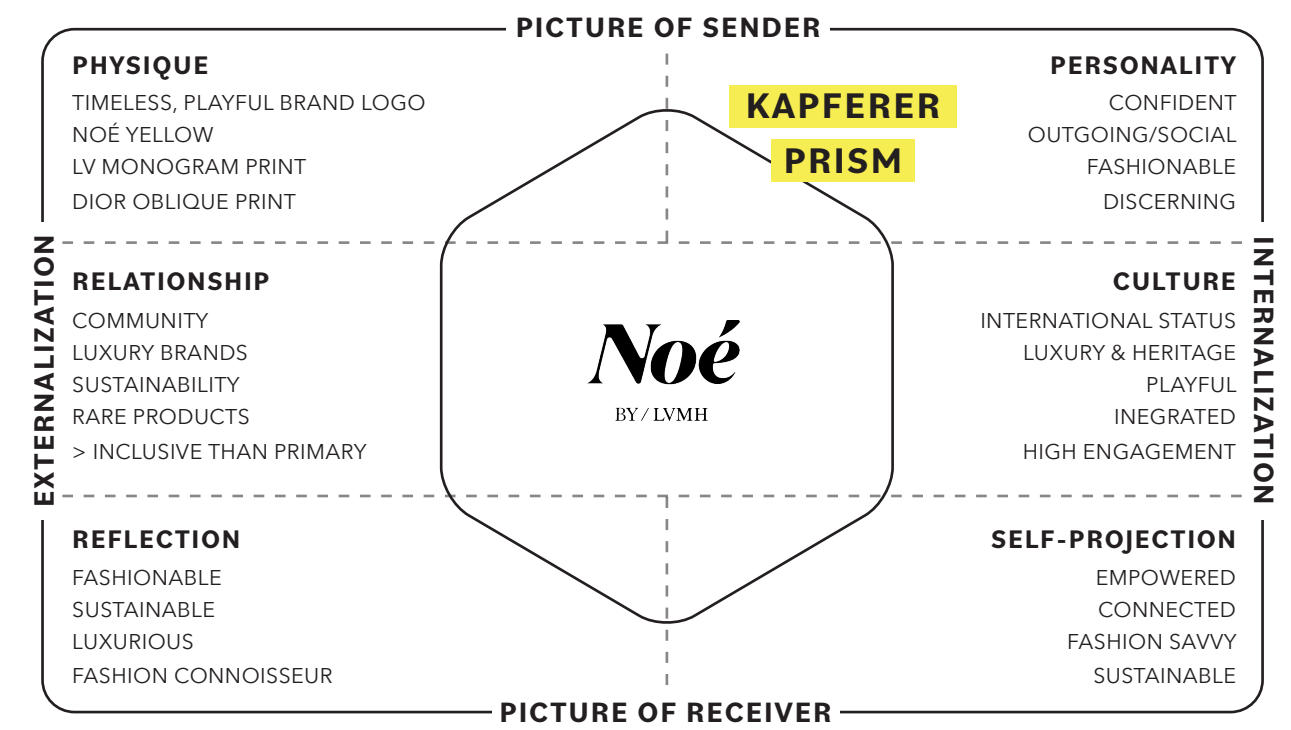 PICTURE OF SENDER
PHYSIQUE
TIMELESS, PLAYFUL BRAND LOGO
NOÉ YELLOW
LV MONOGRAM PRINT
DIOR OBLIQUE PRINT
KAPFERER
PRISM
PERSONALITY
CONFIDENT
OUTGOING/SOCIAL
FASHIONABLE
DISCERNING
EXTERNALIZATION
RELATIONSHIP
COMMUNITY
LUXURY BRANDS
SUSTAINABILITY
RARE PRODUCTS
> INCLUSIVE THAN PRIMARY
Noé
BY / LVMH
CULTURE
INTERNATIONAL STATUS
LUXURY & HERITAGE
PLAYFUL
INEGRATED
HIGH ENGAGEMENT
INTERNALIZATION
REFLECTION
FASHIONABLE
SUSTAINABLE
LUXURIOUS
FASHION CONNOISSEUR
SELF-PROJECTION
EMPOWERED
CONNECTED
FASHION SAVVY
SUSTAINABLE
PICTURE OF RECEIVER